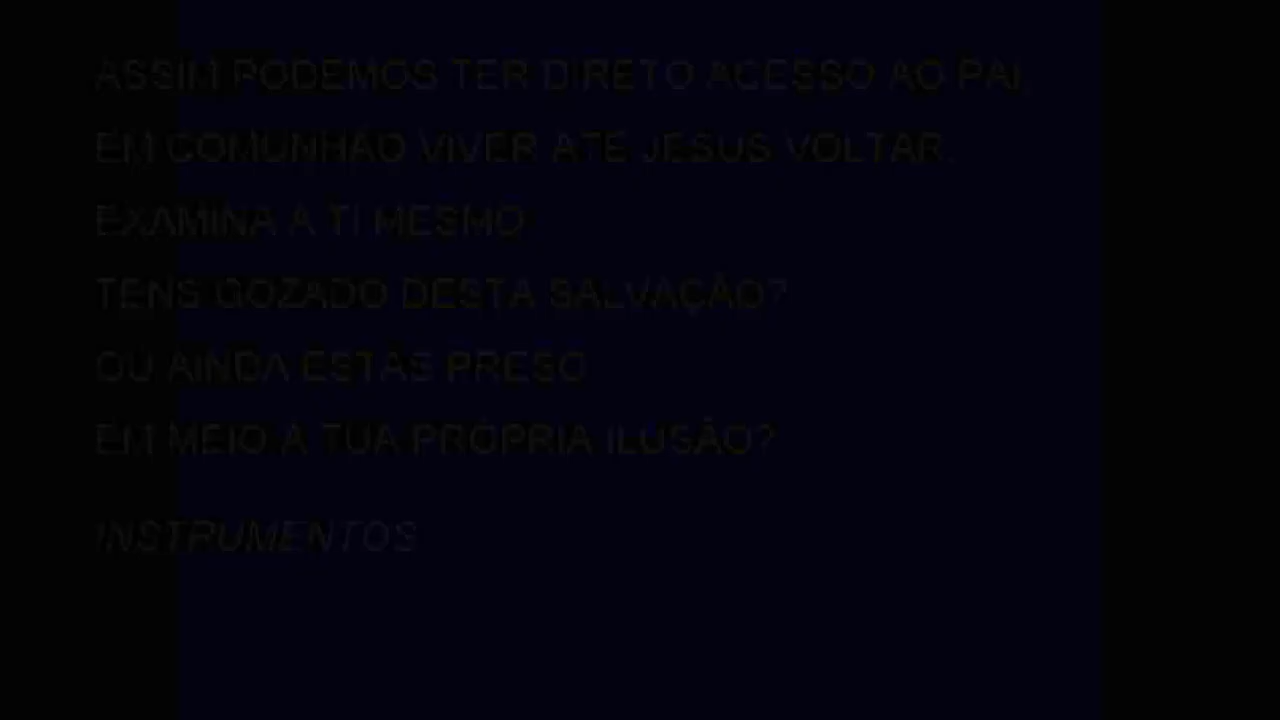 ASSIM PODEMOS TER DIRETO ACESSO AO PAI
EM COMUNHÃO VIVER ATÉ JESUS VOLTAR.
EXAMINA A TI MESMO
TENS GOZADO DESTA SALVAÇÃO?
OU AINDA ESTÁS PRESO
EM MEIO À TUA PRÓPRIA ILUSÃO?
INSTRUMENTOS